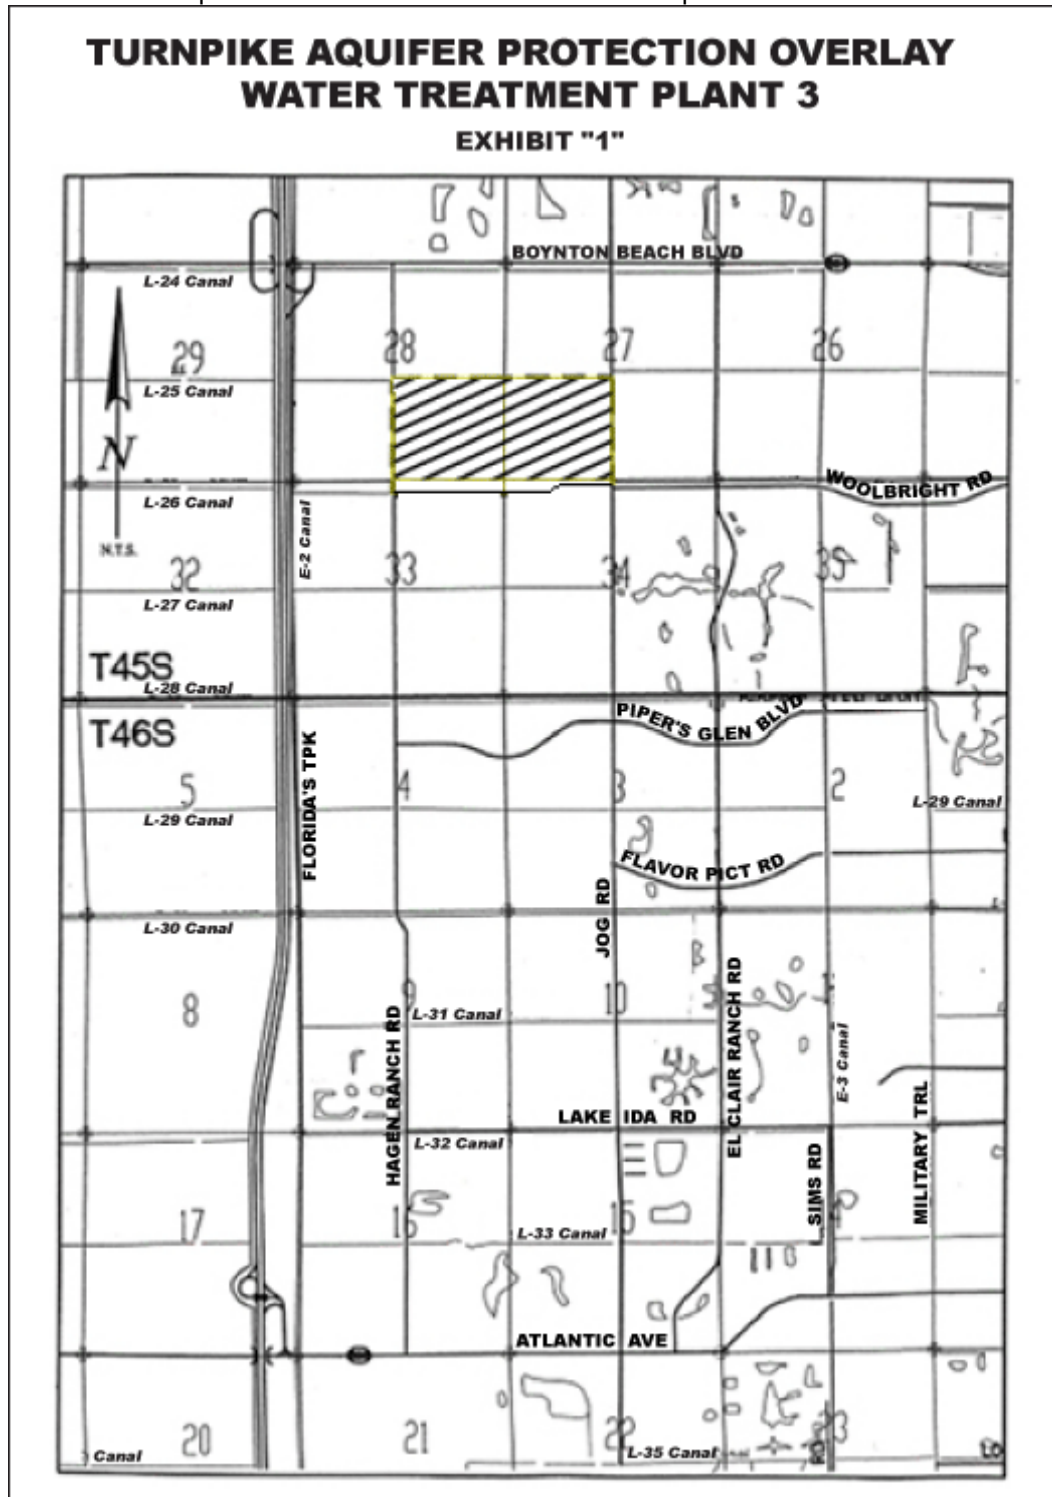 TURNPIKE AQUIFER PROTECTION OVERLAY
WATER TREATMENT PLANT 3
EXHIBIT "1"
BOYNTON BEACH BLVD
L-24 Canal
29
28
27
26
L-25 Canal
N
WOOLBRIGHT RD
L-26 Canal
E-2 Canal
N.T.S.
32
33
34
35
L-27 Canal
T45S
L-28 Canal
T46S
PIPER'S GLEN BLVD
FLORIDA'S TPK
5
4
3
2
L-29 Canal
L-29 Canal
FLAVOR PICT RD
JOG RD
L-30 Canal
8
9
10
L-31 Canal
HAGEN RANCH RD
EL CLAIR RANCH RD
E-3 Canal
LAKE IDA RD
L-32 Canal
SIMS RD
MILITARY TRL
17
16
15
L-33 Canal
ATLANTIC AVE
20
21
22
Canal
L-35 Canal